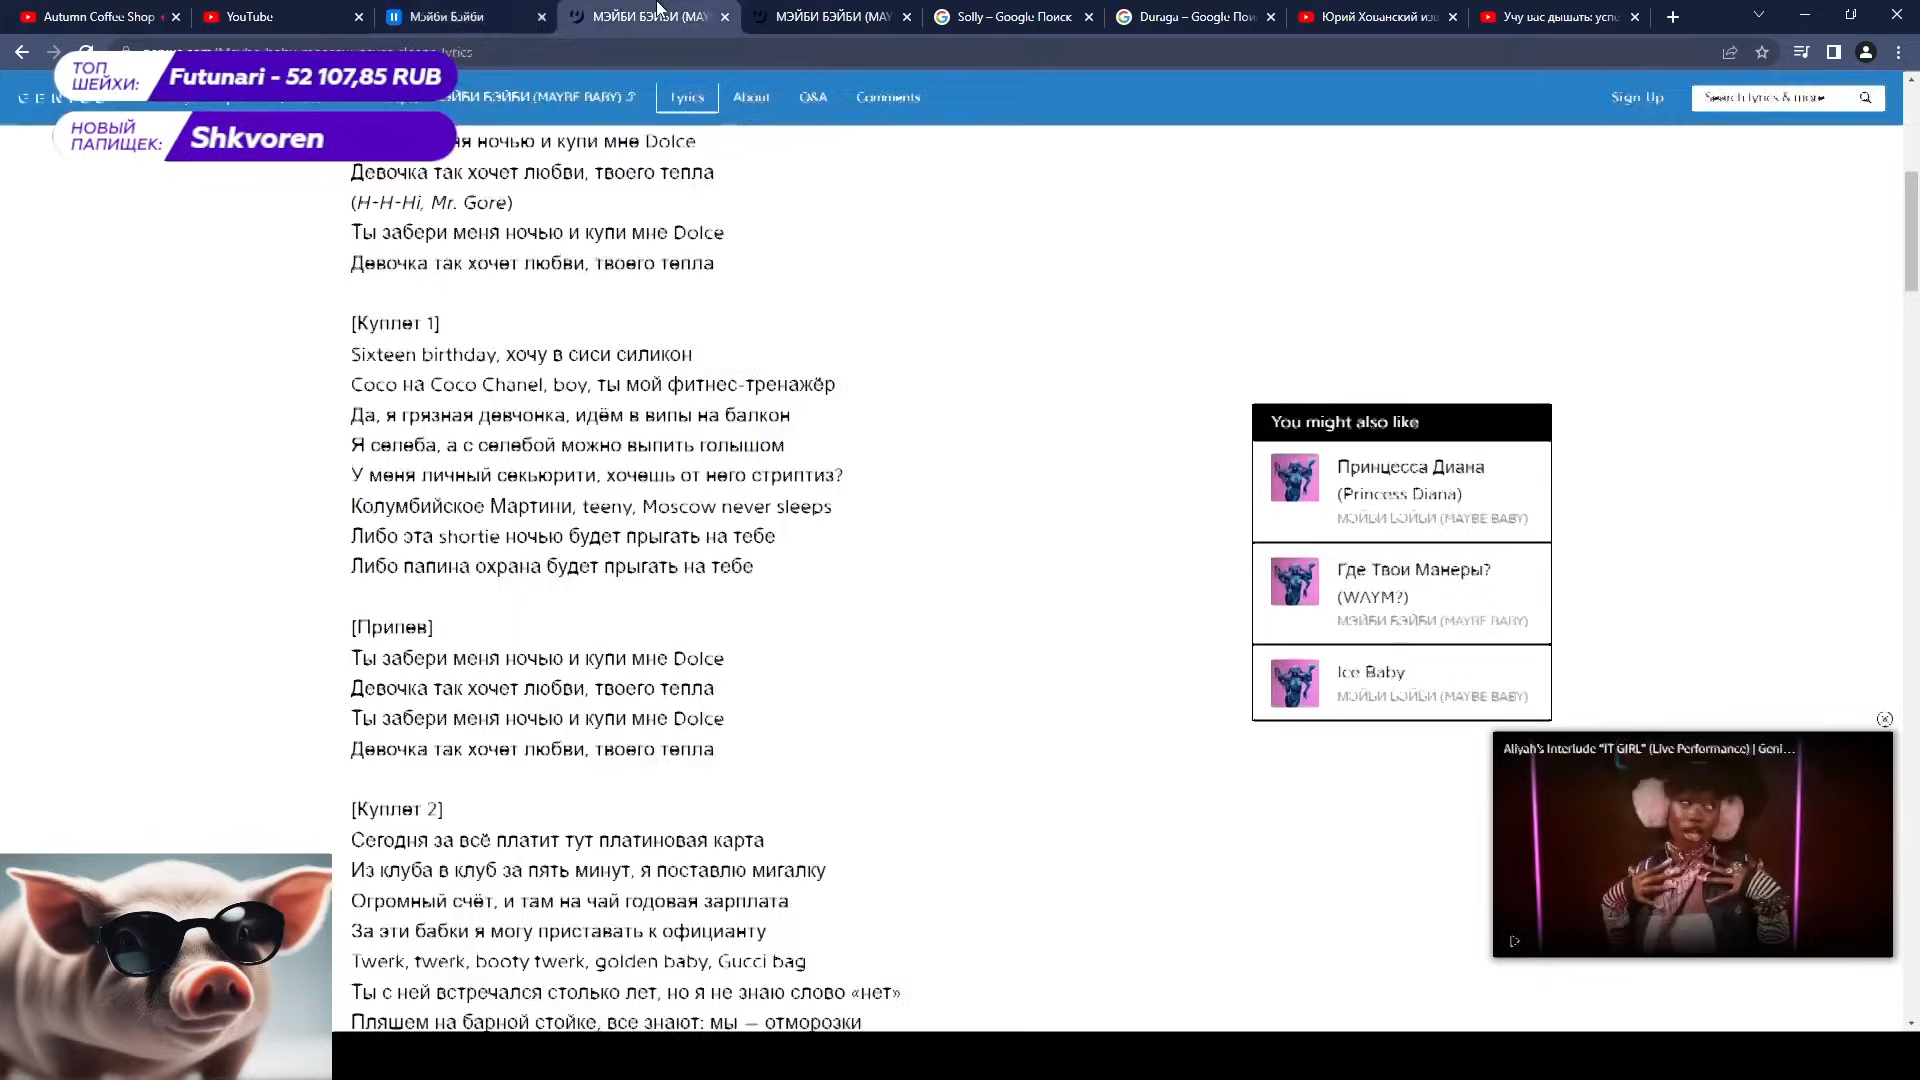 Autumn Coffee Shop
YouTube
Мэйби Бэйби
МЭЙБИ БЭЙБИ (MAY
МЭЙБИ БЭЙБИ (MAY
Solly – Google Поиск
Duraga – Google Пои
Юрий Хованский изц
Учу вас дышать: успе
ТОП ШЕЙХИ:
Futunari - 52 107,85 RUB
НОВЫЙ ПАПИЩЕК:
Shkvoren
МЭЙБИ БЭЙБИ (MAYBE BABY)
Lyrics
About
Q&A
Comments
Sign Up
Search lyrics & more
ночью и купи мне Dolce
Девочка так хочет любви, твоего тепла
(H-H-Hi, Mr. Gore)
Ты забери меня ночью и купи мне Dolce
Девочка так хочет любви, твоего тепла
[Куплет 1]
Sixteen birthday, хочу в сиси силикон
Coco на Coco Chanel, boy, ты мой фитнес-тренажёр
Да, я грязная девчонка, идём в випы на балкон
Я селеба, а с селебой можно выпить голышом
У меня личный секьюрити, хочешь от него стриптиз?
Колумбийское Мартини, teeny, Moscow never sleeps
Либо эта shortie ночью будет прыгать на тебе
Либо папина охрана будет прыгать на тебе
[Припев]
Ты забери меня ночью и купи мне Dolce
Девочка так хочет любви, твоего тепла
Ты забери меня ночью и купи мне Dolce
Девочка так хочет любви, твоего тепла
[Куплет 2]
Сегодня за всё платит тут платиновая карта
Из клуба в клуб за пять минут, я поставлю мигалку
Огромный счёт, и там на чай годовая зарплата
За эти бабки я могу приставать к официанту
Twerk, twerk, booty twerk, golden baby, Gucci bag
Ты с ней встречался столько лет, но я не знаю слово «нет»
Пляшем на барной стойке, все знают: мы — отморозки
You might also like
Принцесса Диана
(Princess Diana)
МЭЙБИ БЭЙБИ (MAYBE BABY)
Где Твои Манеры?
(WAYM?)
МЭЙБИ БЭЙБИ (MAYBE BABY)
Ice Baby
МЭЙБИ БЭЙБИ (MAYBE BABY)
Aliyah's Interlude “IT GIRL” (Live Performance) | Geni...